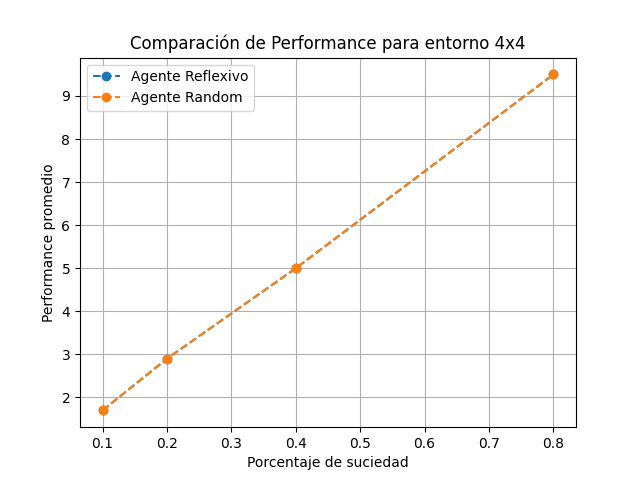 Comparación de Performance para entorno 4x4
Agente Reflexivo
Agente Random
Performance promedio
9
8
7
6
5
4
3
2
0.1 0.2 0.3 0.4 0.5 0.6 0.7 0.8
Porcentaje de suciedad